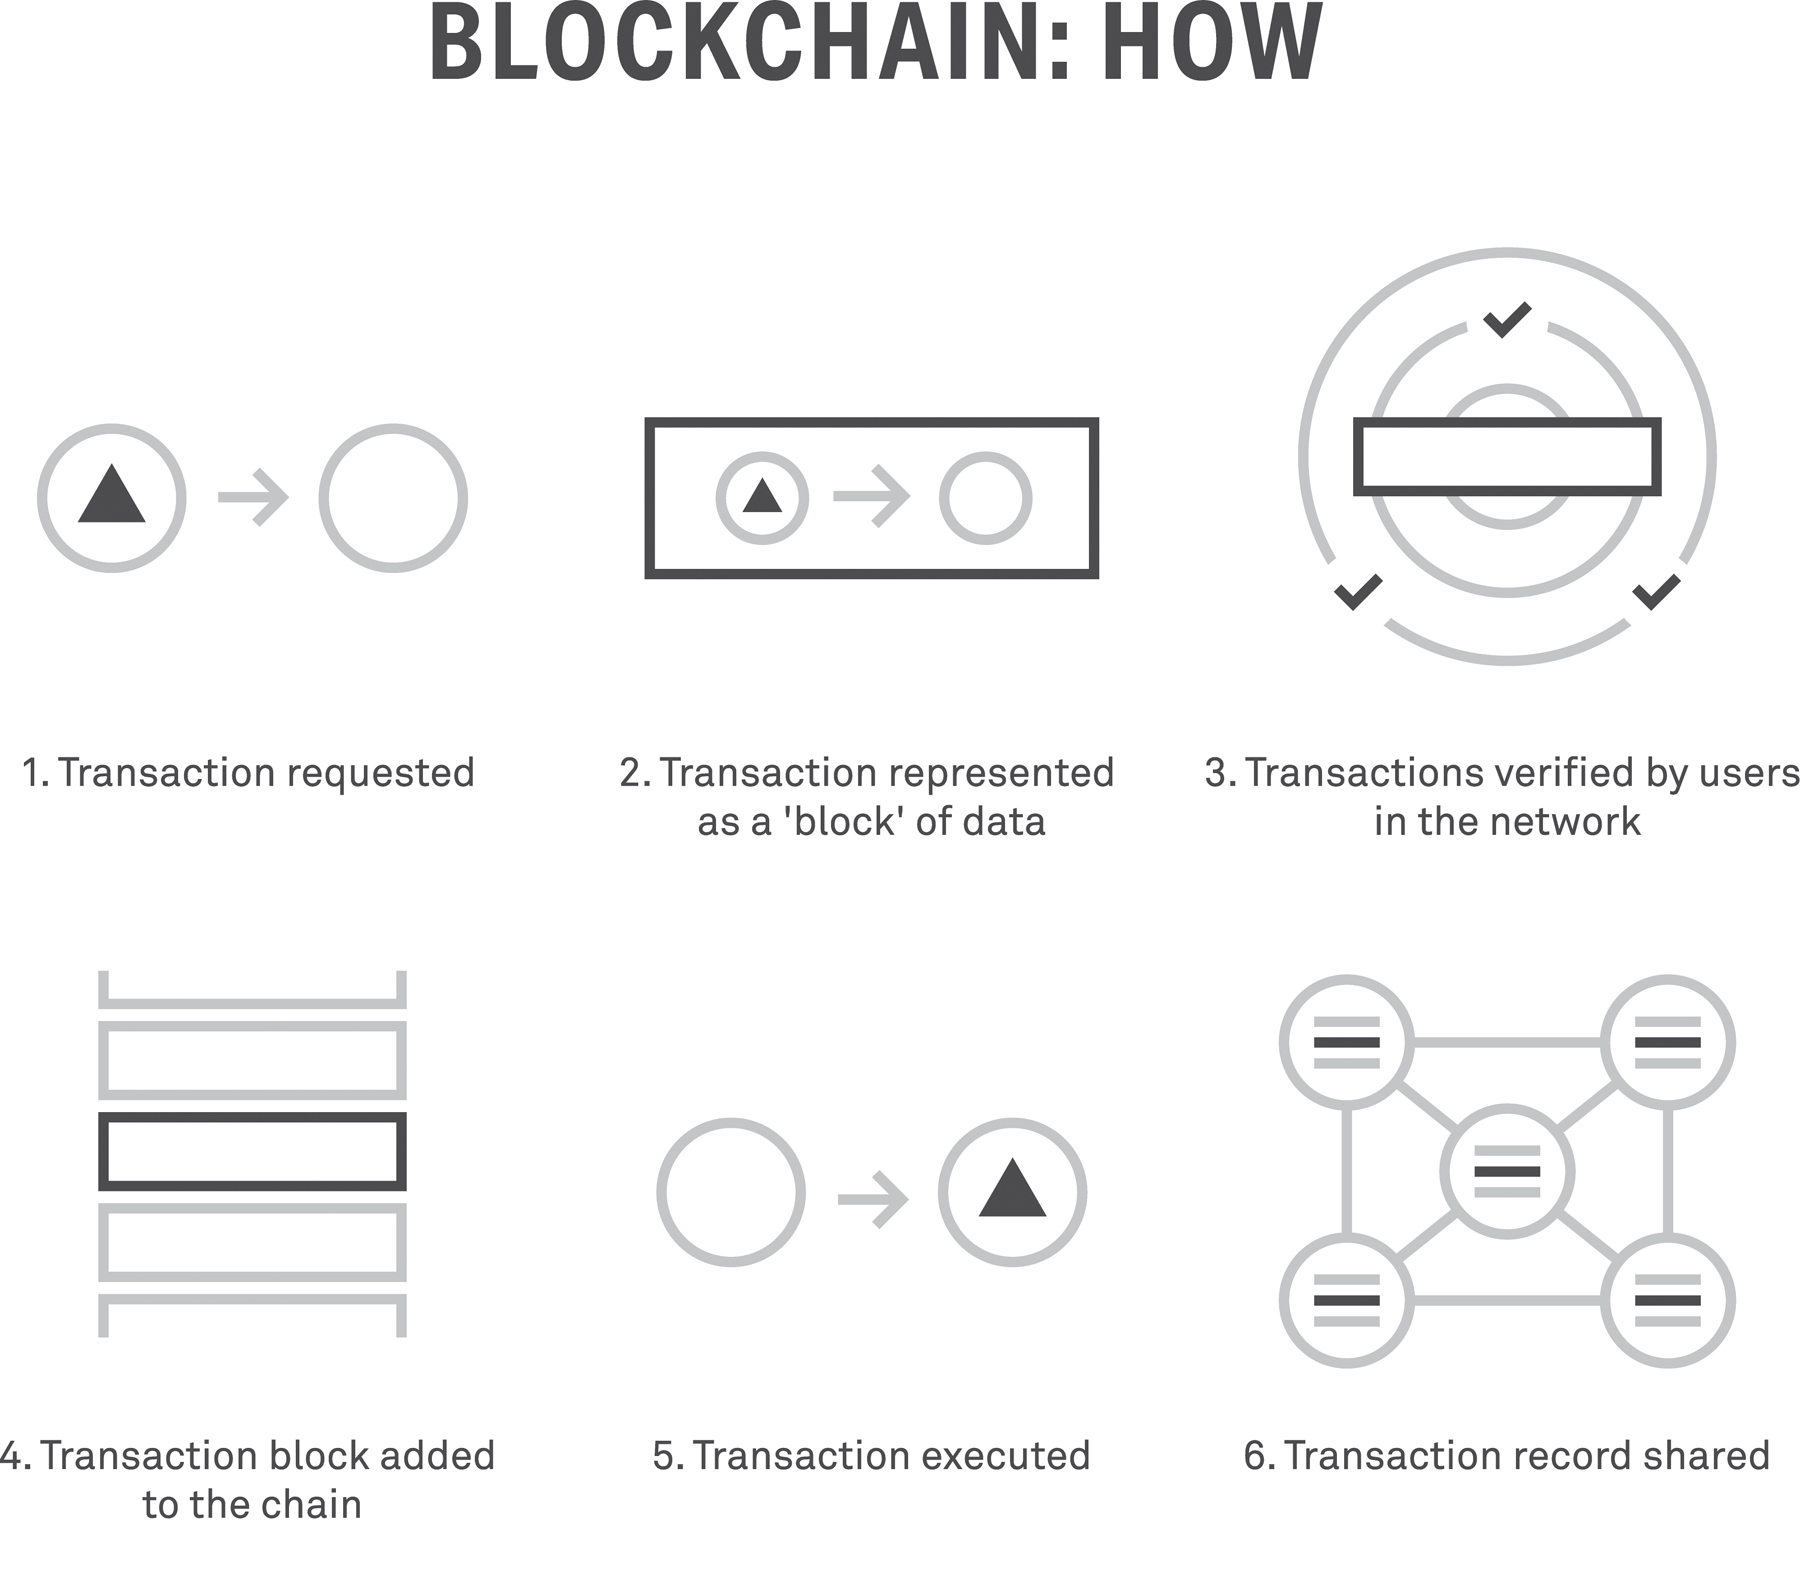 BLOCKCHAIN: HOW
1. Transaction requested
2. Transaction represented
as a 'block' of data
3. Transactions verified by users
in the network
4. Transaction block added
to the chain
5. Transaction executed
6. Transaction record shared